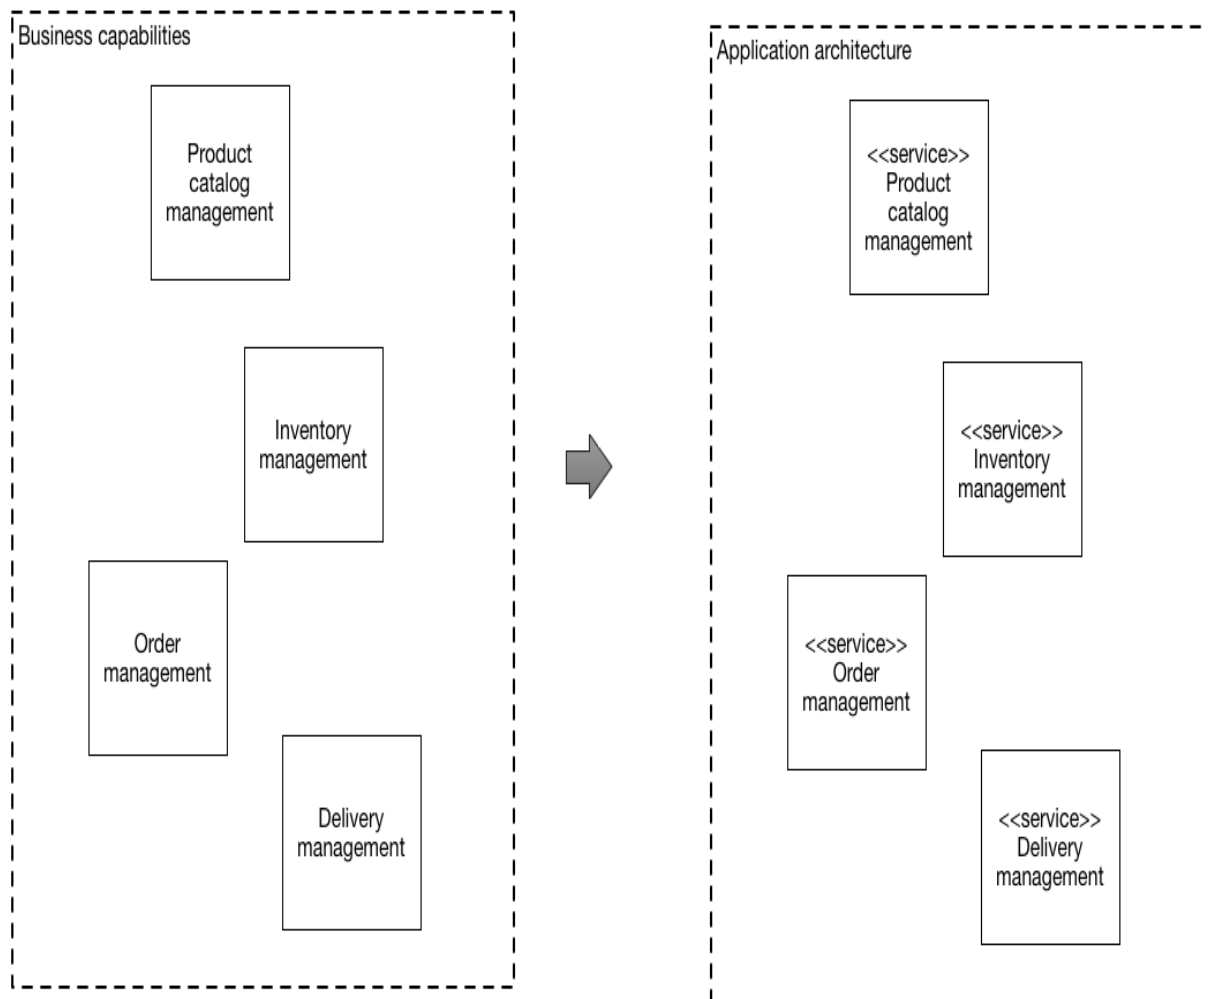 Business capabilities
Product
catalog
management
Inventory
management
Order
management
Delivery
management
Application architecture
<<service>>
Product
catalog
management
<<service>>
Inventory
management
<<service>>
Order
management
<<service>>
Delivery
management